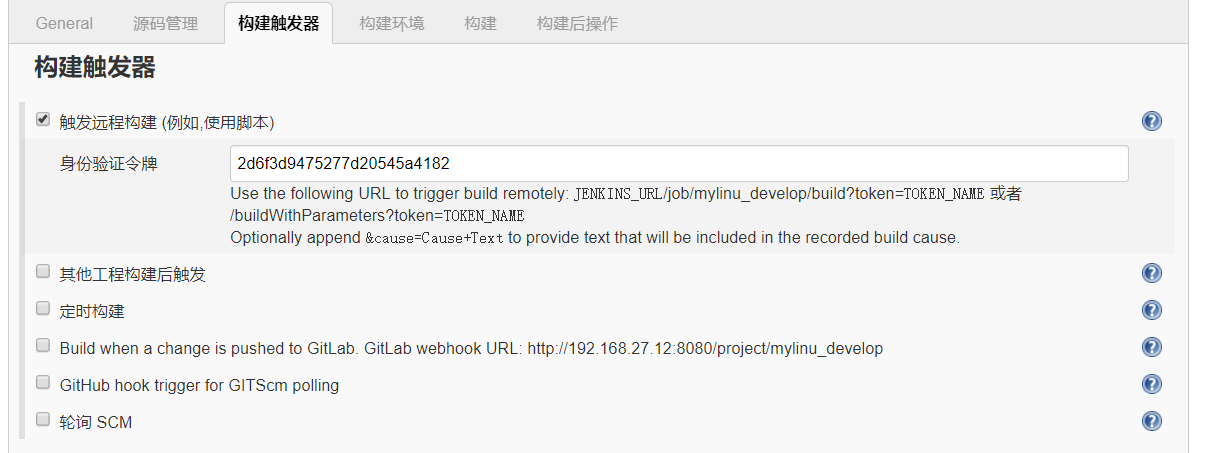 General 源码管理 构建触发器 构建环境 构建 构建后操作
构建触发器
触发远程构建 (例如,使用脚本)
身份验证令牌 2d6f3d9475277d20545a4182
Use the following URL to trigger build remotely: JENKINS_URL/job/mylinu_develop/build?token=TOKEN_NAME 或者
/buildWithParameters?token=TOKEN_NAME
Optionally append &cause=Cause+Text to provide text that will be included in the recorded build cause.
其他工程构建后触发
定时构建
Build when a change is pushed to GitLab. GitLab webhook URL: http://192.168.27.12:8080/project/mylinu_develop
GitHub hook trigger for GITScm polling
轮询 SCM